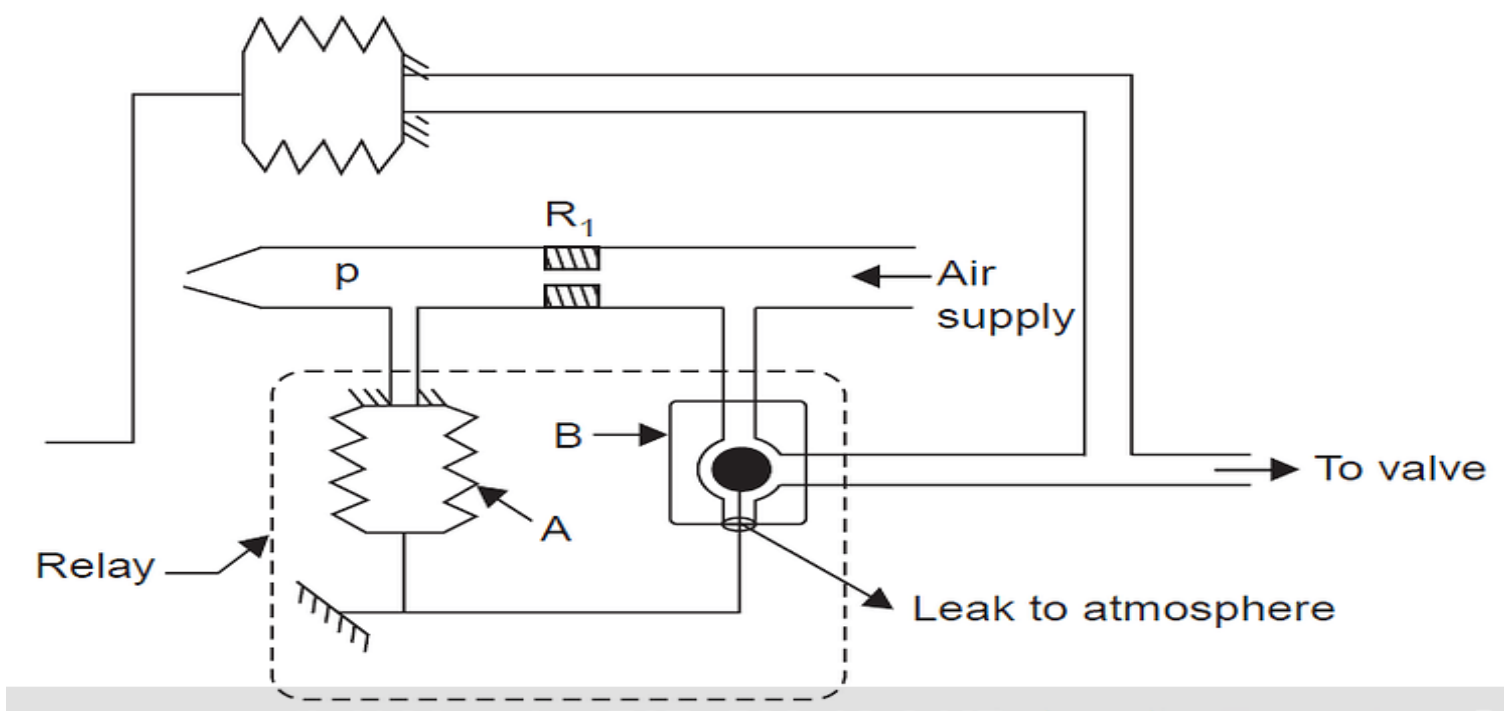 R₁
p
Air
supply
B
To valve
A
Relay
Leak to atmosphere